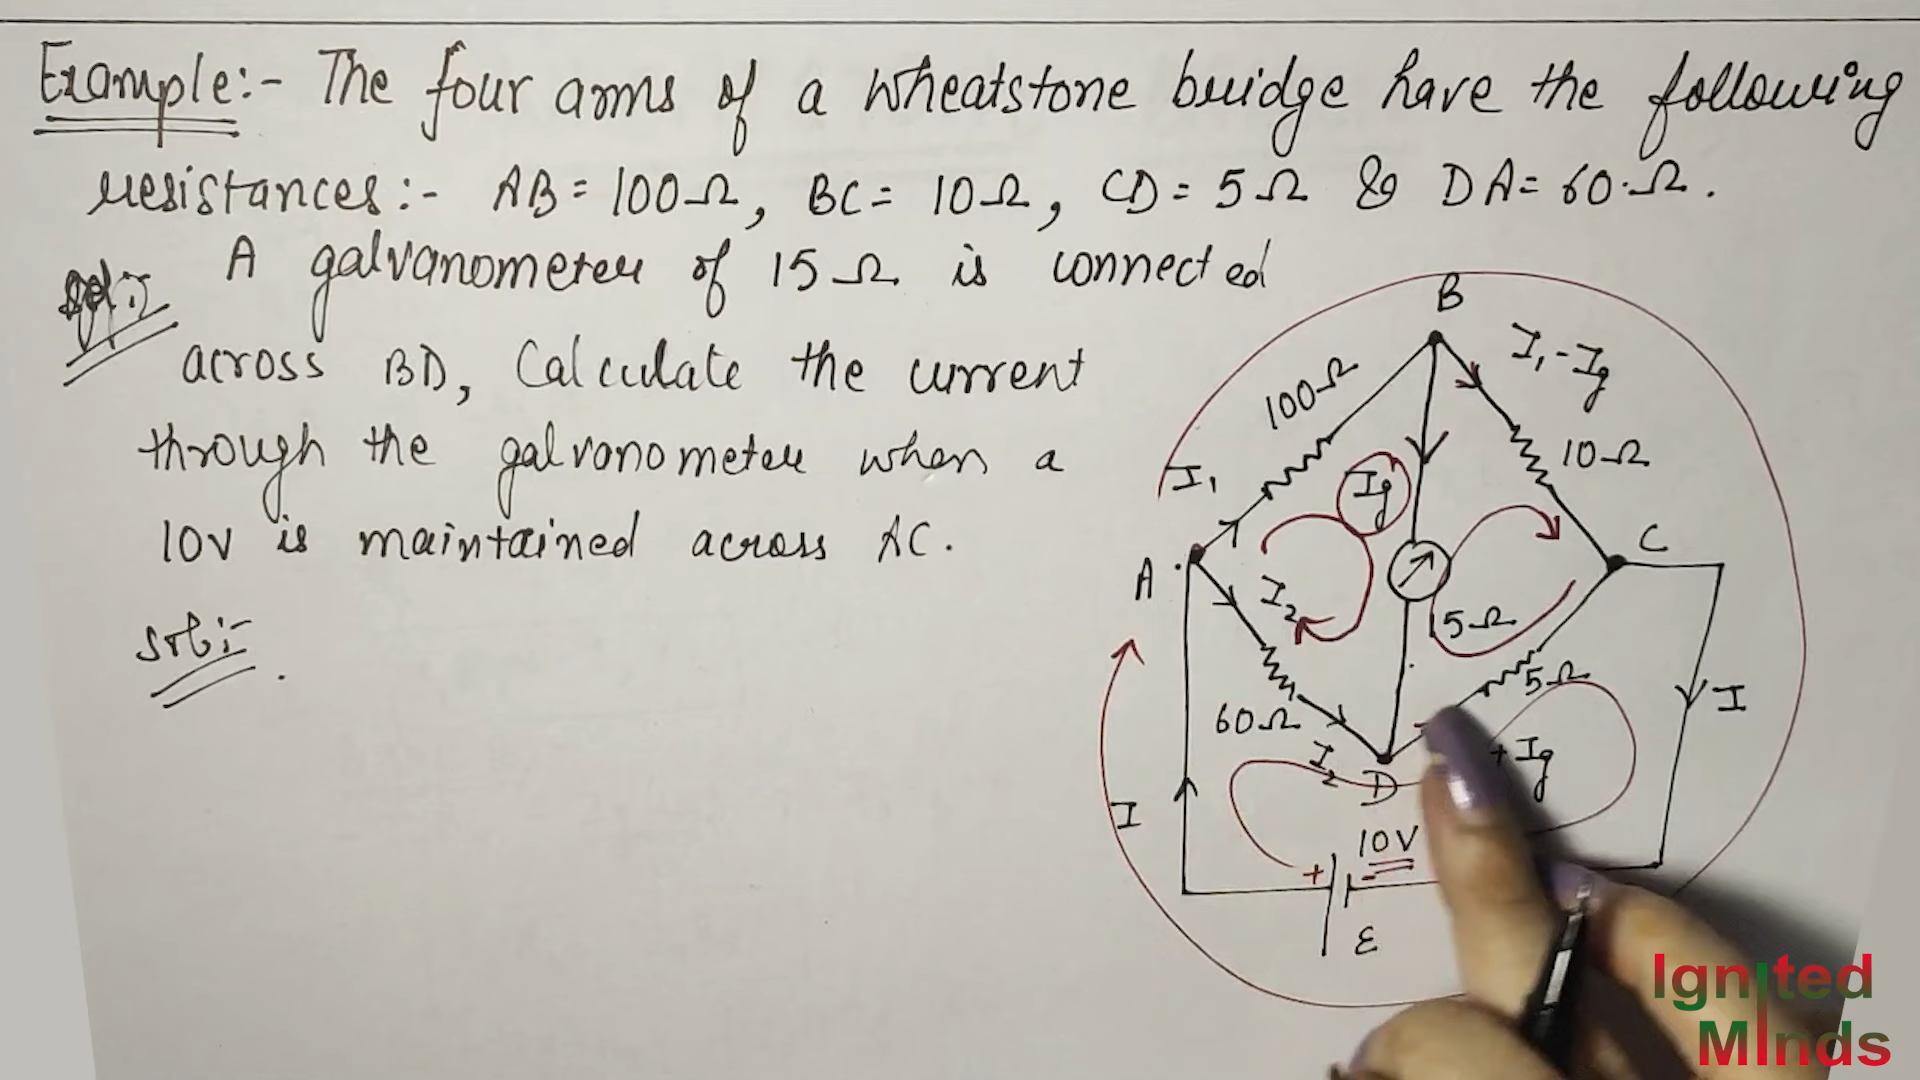 Example:- The four arms of a wheatstone bridge have the following
resistances:- AB = 100Ω, BC = 10Ω, CD = 5Ω & DA = 60Ω.
A galvanometer of 15Ω is connected
across BD, Calculate the current
through the galvanometer when a
10V is maintained across AC.
Sol:-
B
I₁-Ig
100Ω
10Ω
I₁
Ig
C
A
I₂
15Ω
5Ω
60Ω
I
I₂
+Ig
D
I
10V
+ -
E
Ignited
Minds